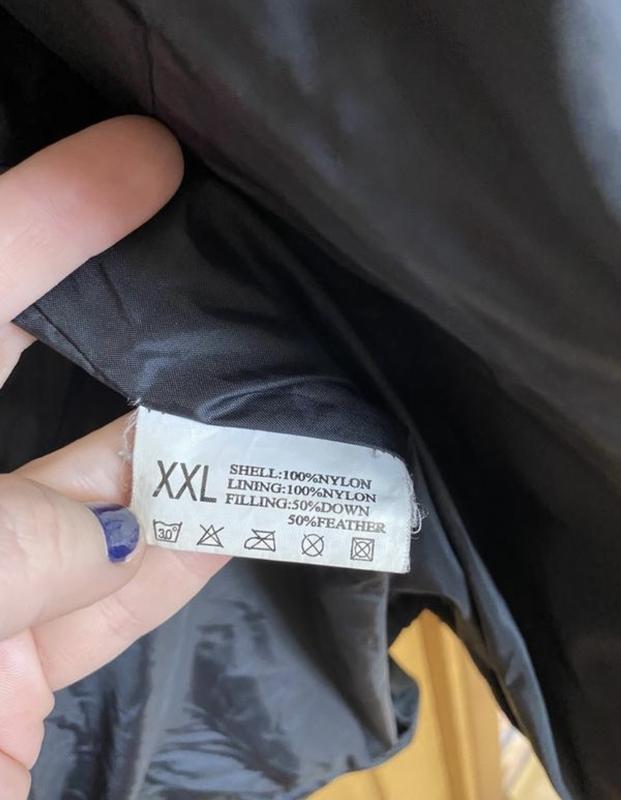 XXL
SHELL:100%NYLON
LINING:100%NYLON
FILLING:50%DOWN
50%FEATHER
30°